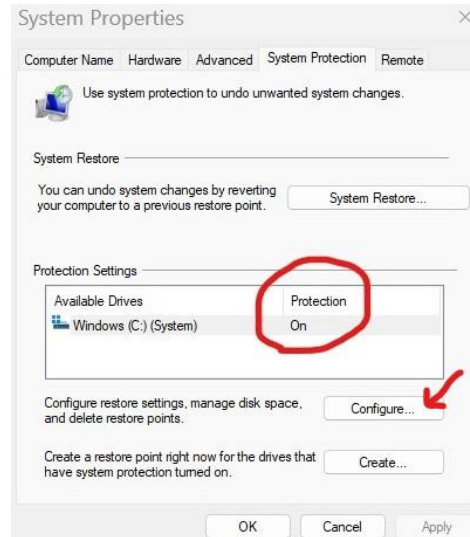 System Properties
Computer Name Hardware Advanced System Protection Remote
Use system protection to undo unwanted system changes.
System Restore
You can undo system changes by reverting
your computer to a previous restore point.
System Restore...
Protection Settings
Available Drives Protection
Windows (C:) (System) On
Configure restore settings, manage disk space,
and delete restore points.
Configure...
Create a restore point right now for the drives that
have system protection turned on.
Create...
OK Cancel Apply